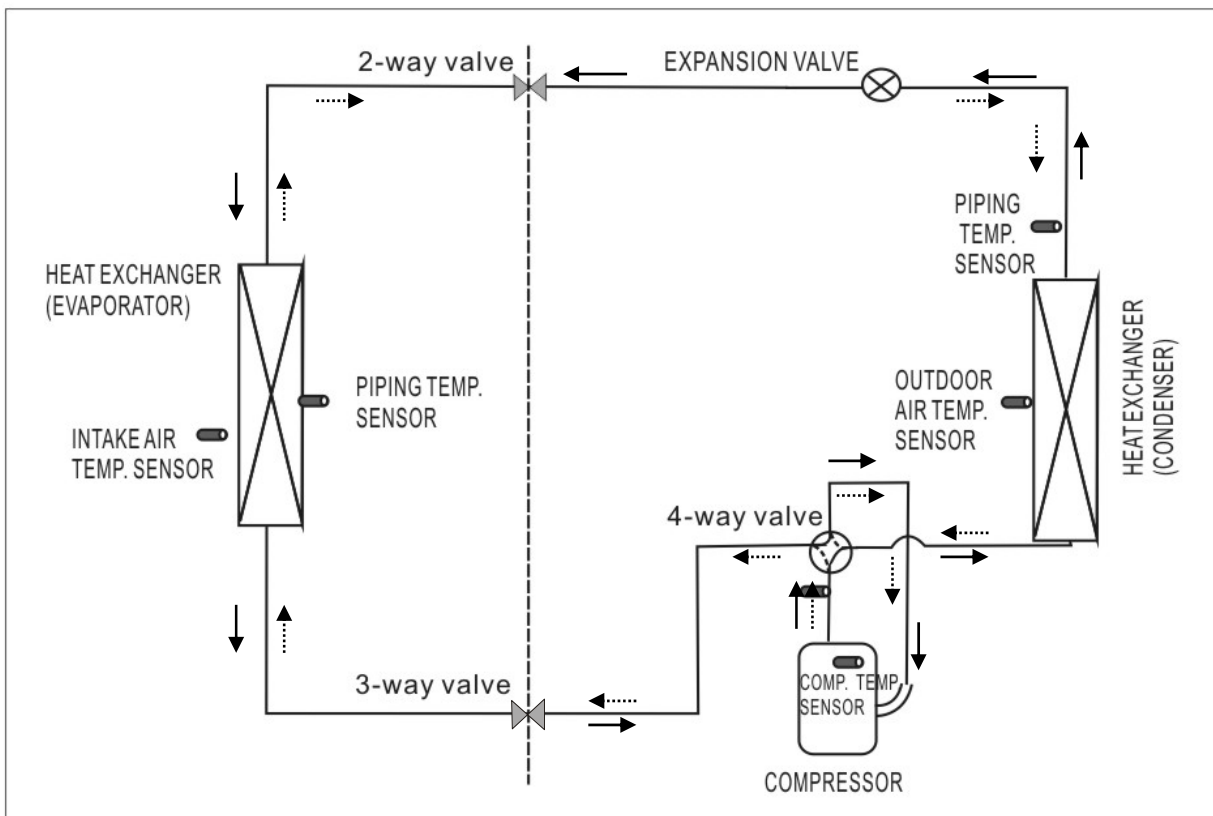 2-way valve
EXPANSION VALVE
PIPING
TEMP.
SENSOR
HEAT EXCHANGER
(EVAPORATOR)
PIPING TEMP.
SENSOR
INTAKE AIR
TEMP. SENSOR
OUTDOOR
AIR TEMP.
SENSOR
HEAT EXCHANGER
(CONDENSER)
4-way valve
3-way valve
COMP. TEMP.
SENSOR
COMPRESSOR